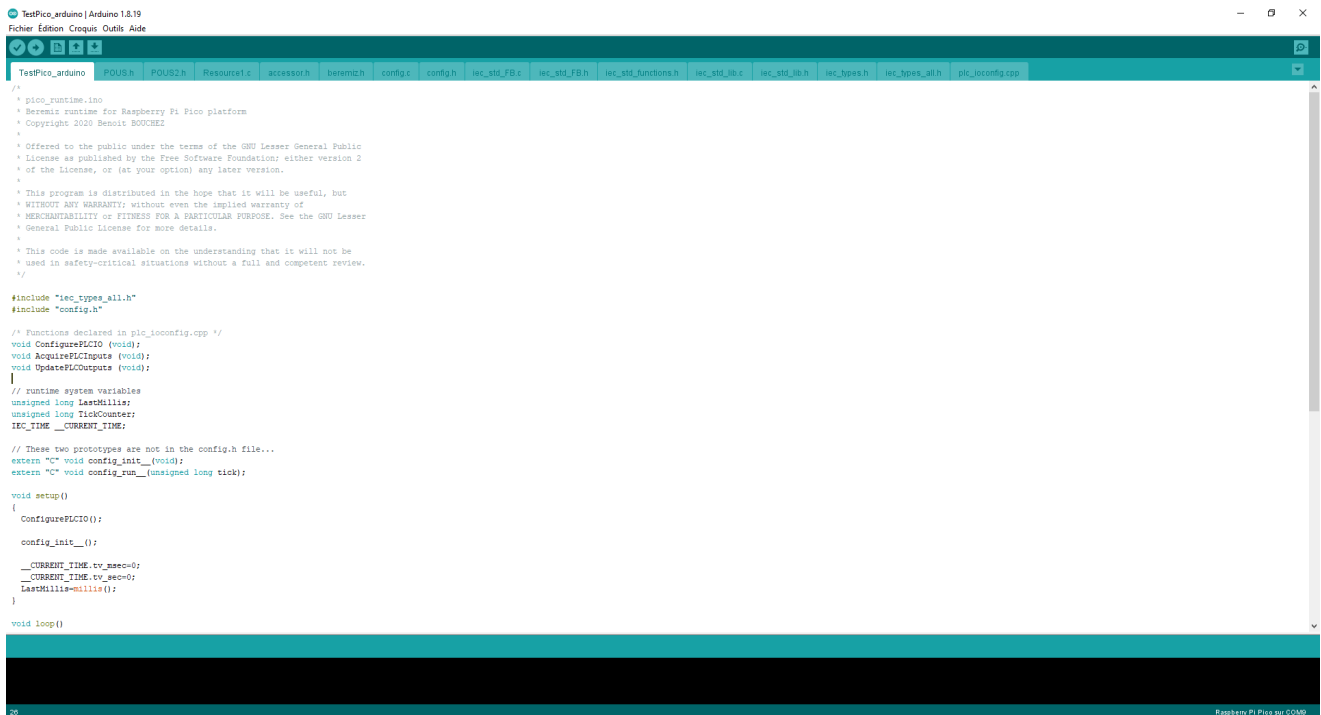 TestPico_arduino | Arduino 1.8.19
Fichier Édition Croquis Outils Aide
TestPico_arduino POUS.h POUS2.h Resource1.c accessor.h beremiz.h config.c config.h iec_std_FB.c iec_std_FB.h iec_std_functions.h iec_std_lib.c iec_std_lib.h iec_types.h iec_types_all.h plc_ioconfig.cpp
/*
 * pico_runtime.ino
 * Beremiz runtime for Raspberry Pi Pico platform
 * Copyright 2020 Benoit BOUCHEZ
 *
 * Offered to the public under the terms of the GNU Lesser General Public
 * License as published by the Free Software Foundation; either version 2
 * of the License, or (at your option) any later version.
 *
 * This program is distributed in the hope that it will be useful, but
 * WITHOUT ANY WARRANTY; without even the implied warranty of
 * MERCHANTABILITY or FITNESS FOR A PARTICULAR PURPOSE. See the GNU Lesser
 * General Public License for more details.
 *
 * This code is made available on the understanding that it will not be
 * used in safety-critical situations without a full and competent review.
 */
#include "iec_types_all.h"
#include "config.h"
/* Functions declared in plc_ioconfig.cpp */
void ConfigurePLCIO (void);
void AcquirePLCInputs (void);
void UpdatePLCOutputs (void);
// runtime system variables
unsigned long LastMillis;
unsigned long TickCounter;
IEC_TIME __CURRENT_TIME;
// These two prototypes are not in the config.h file...
extern "C" void config_init__(void);
extern "C" void config_run__(unsigned long tick);
void setup()
{
  ConfigurePLCIO();
  config_init__();
  __CURRENT_TIME.tv_nsec=0;
  __CURRENT_TIME.tv_sec=0;
  LastMillis=millis();
}
void loop()
26
Raspberry Pi Pico sur COM9